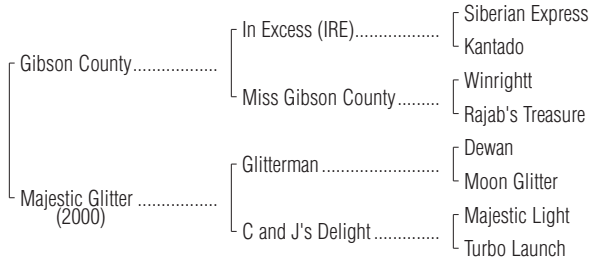 Siberian Express
In Excess (IRE)..................
Kantado
Gibson County..................
Winrightt
Miss Gibson County.........
Rajab's Treasure
Dewan
Glitterman .........................
Moon Glitter
Majestic Glitter .................
(2000)
Majestic Light
C and J's Delight ..............
Turbo Launch